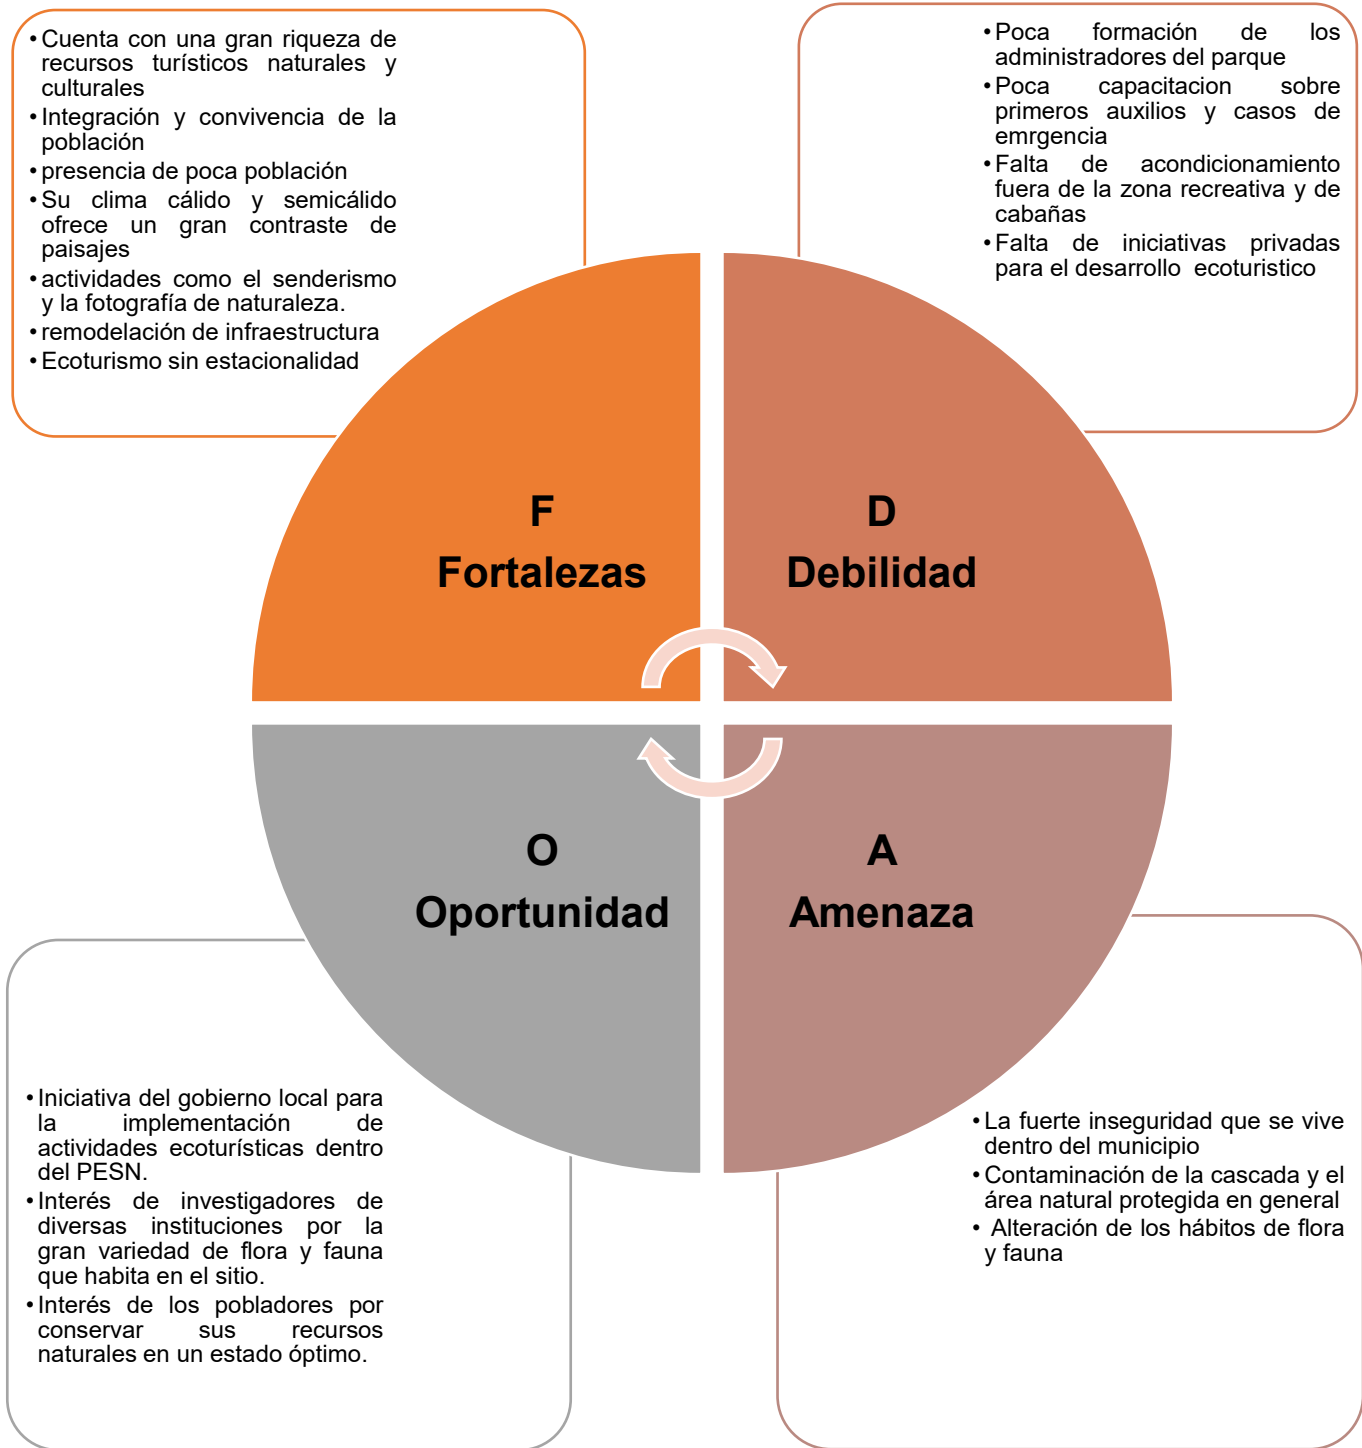 • Cuenta con una gran riqueza de
recursos turísticos naturales y
culturales
• Integración y convivencia de la
población
• presencia de poca población
• Su clima cálido y semicálido
ofrece un gran contraste de
paisajes
• actividades como el senderismo
y la fotografía de naturaleza.
• remodelación de infraestructura
• Ecoturismo sin estacionalidad
• Poca formación de los
administradores del parque
• Poca capacitacion sobre
primeros auxilios y casos de
emrgencia
• Falta de acondicionamiento
fuera de la zona recreativa y de
cabañas
• Falta de iniciativas privadas
para el desarrollo ecoturistico
F
Fortalezas
D
Debilidad
O
Oportunidad
A
Amenaza
• Iniciativa del gobierno local para
la implementación de
actividades ecoturísticas dentro
del PESN.
• Interés de investigadores de
diversas instituciones por la
gran variedad de flora y fauna
que habita en el sitio.
• Interés de los pobladores por
conservar sus recursos
naturales en un estado óptimo.
• La fuerte inseguridad que se vive
dentro del municipio
• Contaminación de la cascada y el
área natural protegida en general
• Alteración de los hábitos de flora
y fauna